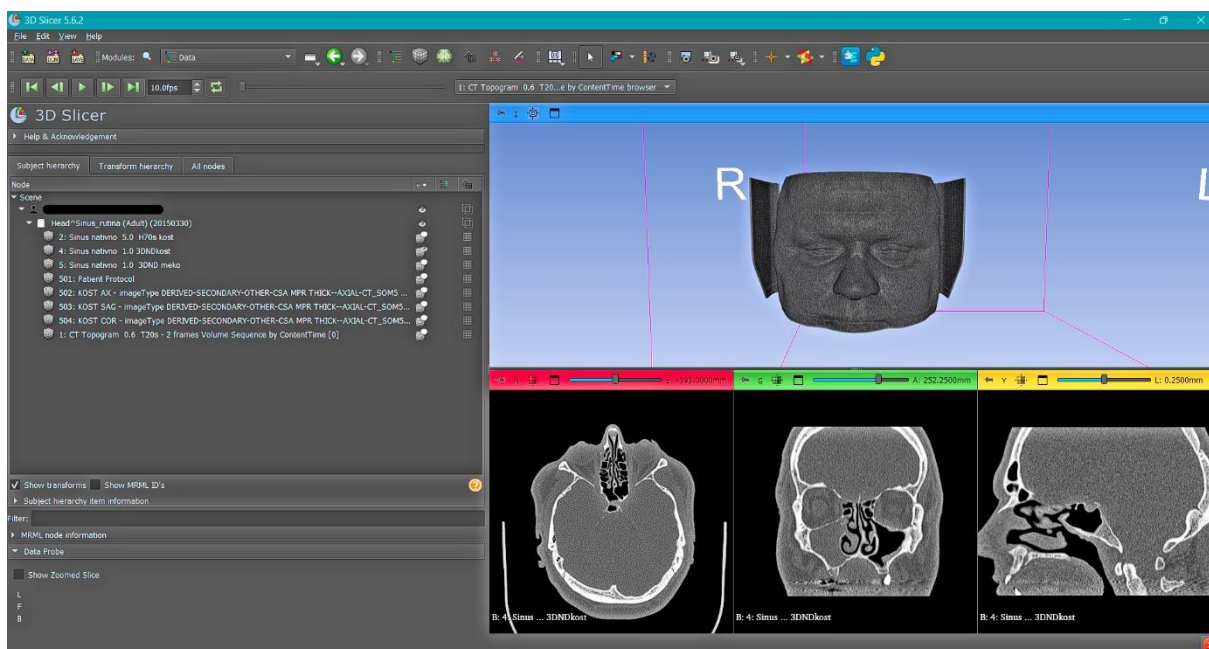 3D Slicer 5.6.2
File Edit View Help
Modules: Data
10.0fps
1: CT Topogram 0.6 T20...e by ContentTime browser
3D Slicer
Help & Acknowledgement
Subject hierarchy Transform hierarchy All nodes
Node
Scene
Head^Sinus_rutina (Adult) (20150330)
2: Sinus nativno 5.0 H70s kost
4: Sinus nativno 1.0 3DNDkost
5: Sinus nativno 1.0 3DND meko
501: Patient Protocol
502: KOST AX - imageType DERIVED-SECONDARY-OTHER-CSA MPR THICK--AXIAL-CT_SOM5 ...
503: KOST SAG - imageType DERIVED-SECONDARY-OTHER-CSA MPR THICK--AXIAL-CT_SOM5...
504: KOST COR - imageType DERIVED-SECONDARY-OTHER-CSA MPR THICK--AXIAL-CT_SOM5...
1: CT Topogram 0.6 T20s - 2 frames Volume Sequence by ContentTime [0]
Show transforms Show MRML ID's
Subject hierarchy item information
Filter:
MRML node information
Data Probe
Show Zoomed Slice
L
F
B
1
R L
R S: -393.0000mm
G A: 252.2500mm
Y L: 0.2500mm
B: 4: Sinus ... 3DNDkost
B: 4: Sinus ... 3DNDkost
B: 4: Sinus ... 3DNDkost